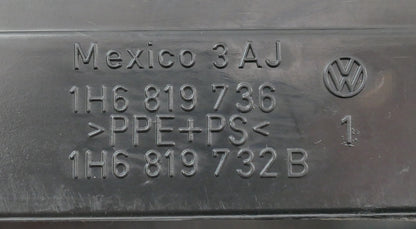 Mexico 3 AJ
1H6 819 736
>PPE+PS< 1
1H6 819 732 B